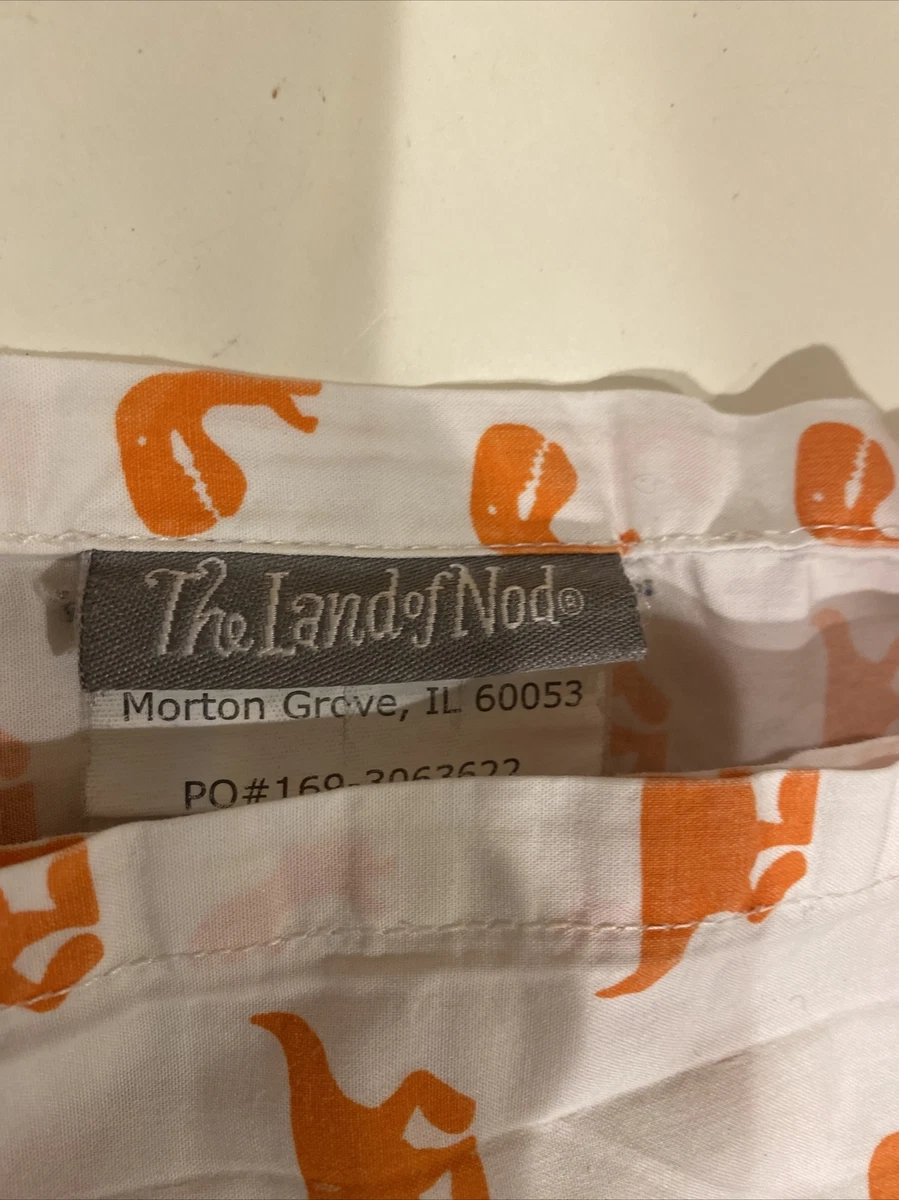 The Land of Nod®
Morton Grove, IL 60053
PO#169-3063622